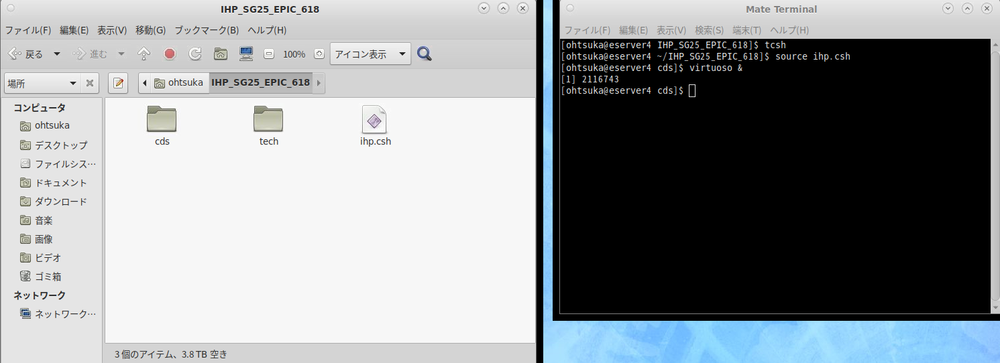 IHP_SG25_EPIC_618
ファイル(F) 編集(E) 表示(V) 移動(G) ブックマーク(B) ヘルプ(H)
戻る 進む 100% アイコン表示
場所 ohtsuka IHP_SG25_EPIC_618
コンピュータ
ohtsuka
デスクトップ
ファイルシス…
ドキュメント
ダウンロード
音楽
画像
ビデオ
ゴミ箱
ネットワーク
ネットワーク…
cds tech ihp.csh
3 個のアイテム、3.8 TB 空き
Mate Terminal
ファイル(F) 編集(E) 表示(V) 検索(S) 端末(T) ヘルプ(H)
[ohtsuka@eserver4 IHP_SG25_EPIC_618]$ tcsh
[ohtsuka@eserver4 ~/IHP_SG25_EPIC_618]$ source ihp.csh
[ohtsuka@eserver4 cds]$ virtuoso &
[1] 2116743
[ohtsuka@eserver4 cds]$